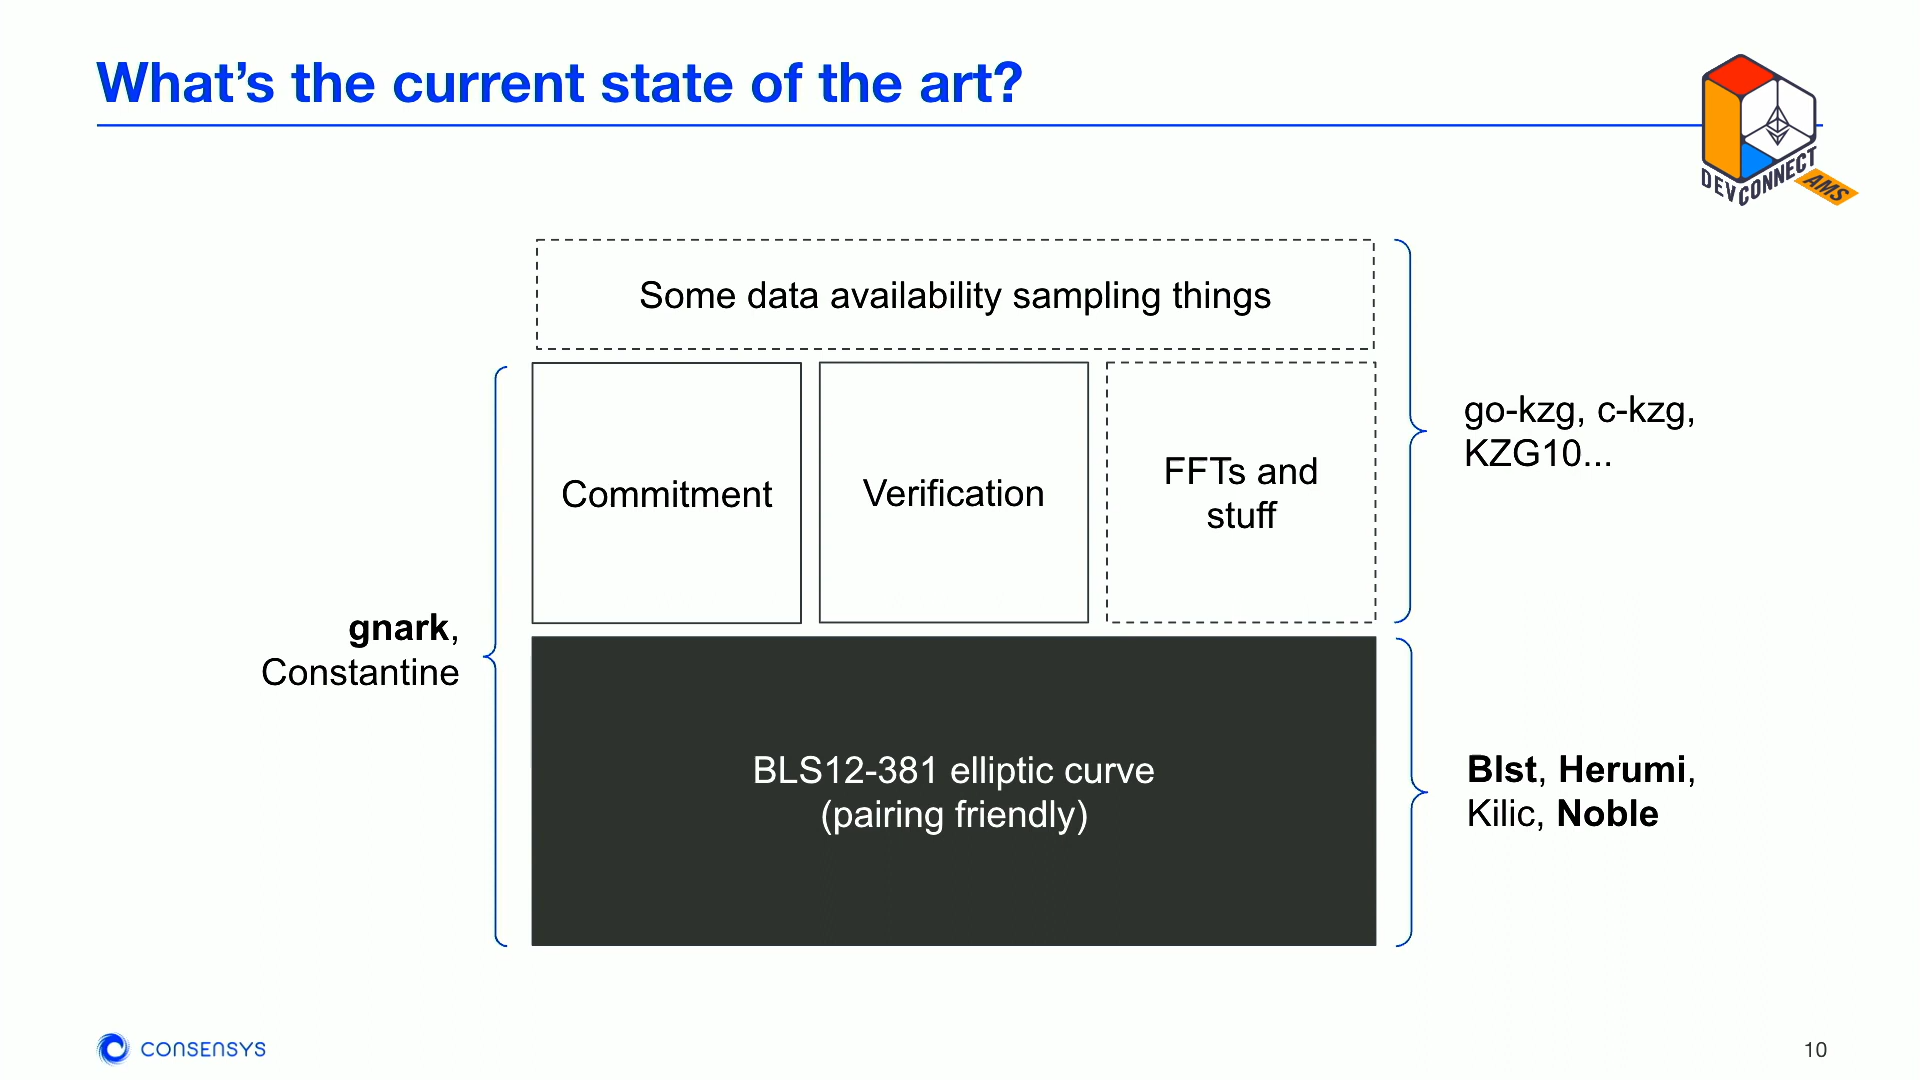 What's the current state of the art?
DEVCONNECT
AMS
Some data availability sampling things
Commitment
Verification
FFTs and
stuff
go-kzg, c-kzg,
KZG10...
gnark,
Constantine
BLS12-381 elliptic curve
(pairing friendly)
Blst, Herumi,
Kilic, Noble
CONSENSYS
10